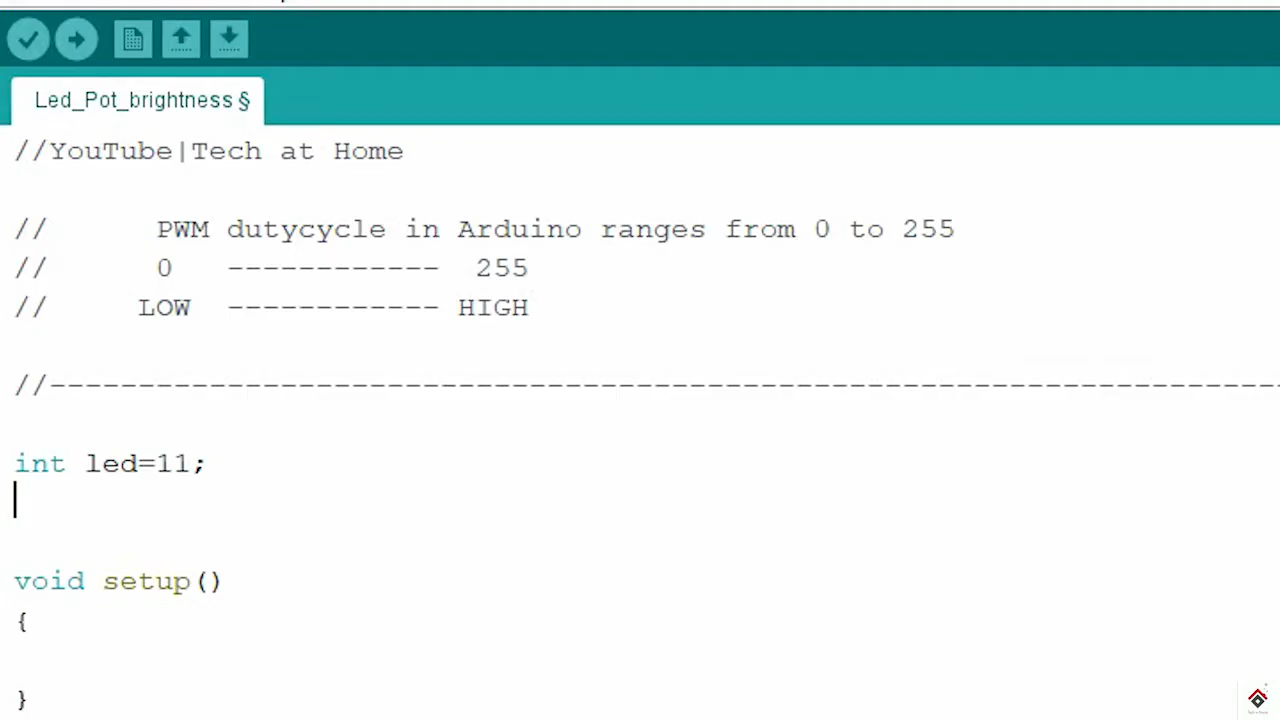 Led_Pot_brightness §
//YouTube|Tech at Home
//      PWM dutycycle in Arduino ranges from 0 to 255
//      0   ------------  255
//     LOW  ------------ HIGH
//----------------------------------------------------------------------
int led=11;
void setup()
{
}